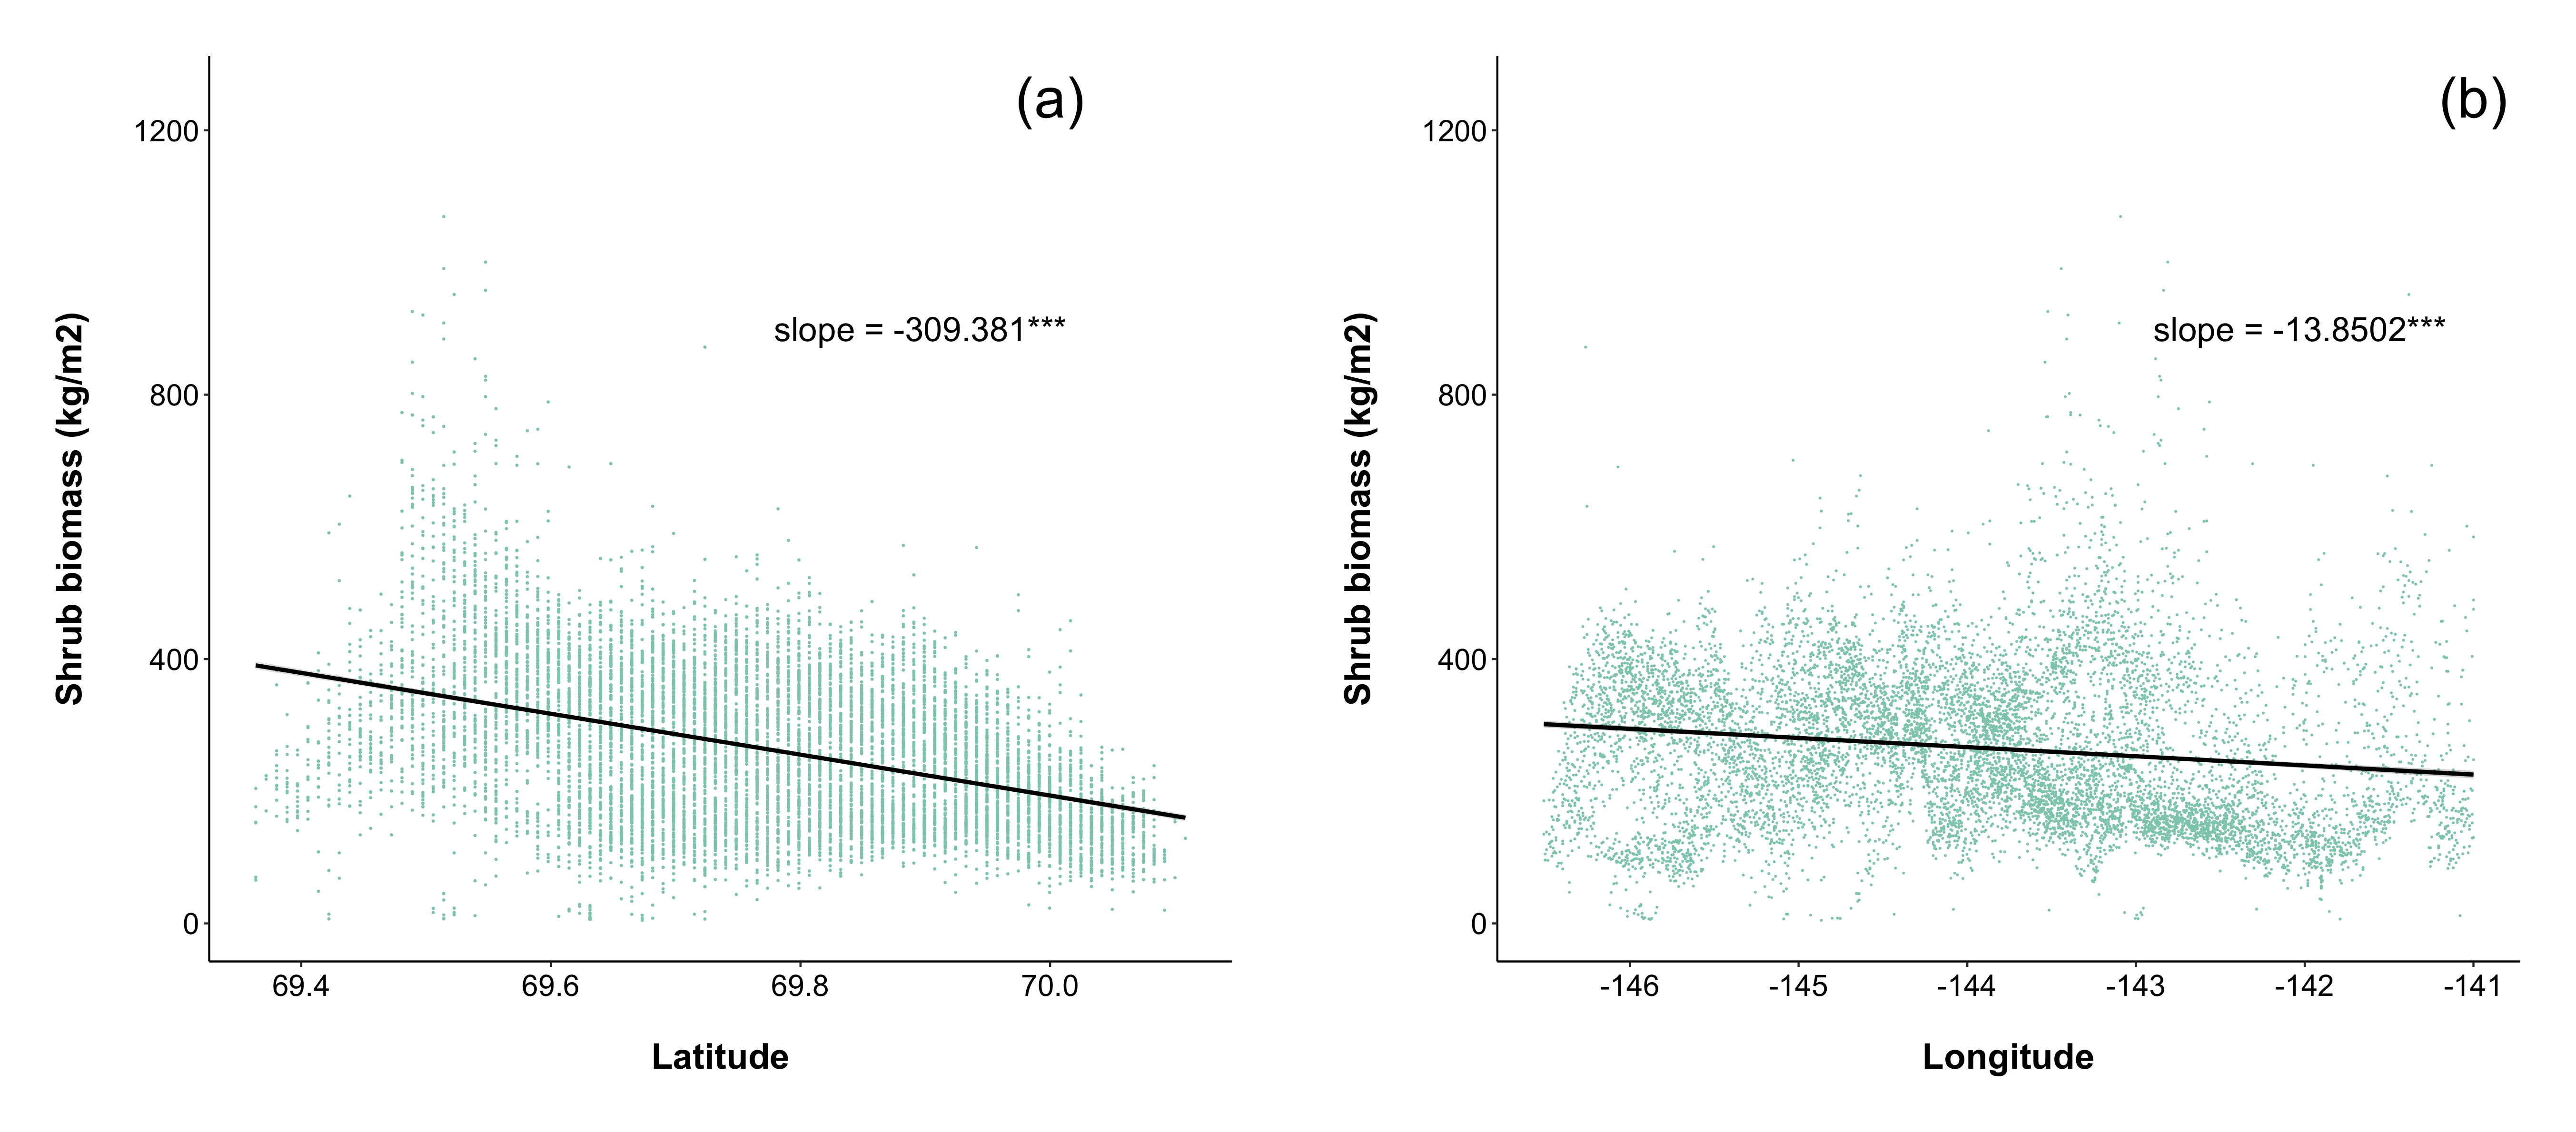 (a)
1200
800
400
0
Shrub biomass (kg/m2)
slope = -309.381***
69.4 69.6 69.8 70.0
Latitude
(b)
1200
800
400
0
Shrub biomass (kg/m2)
slope = -13.8502***
-146 -145 -144 -143 -142 -141
Longitude